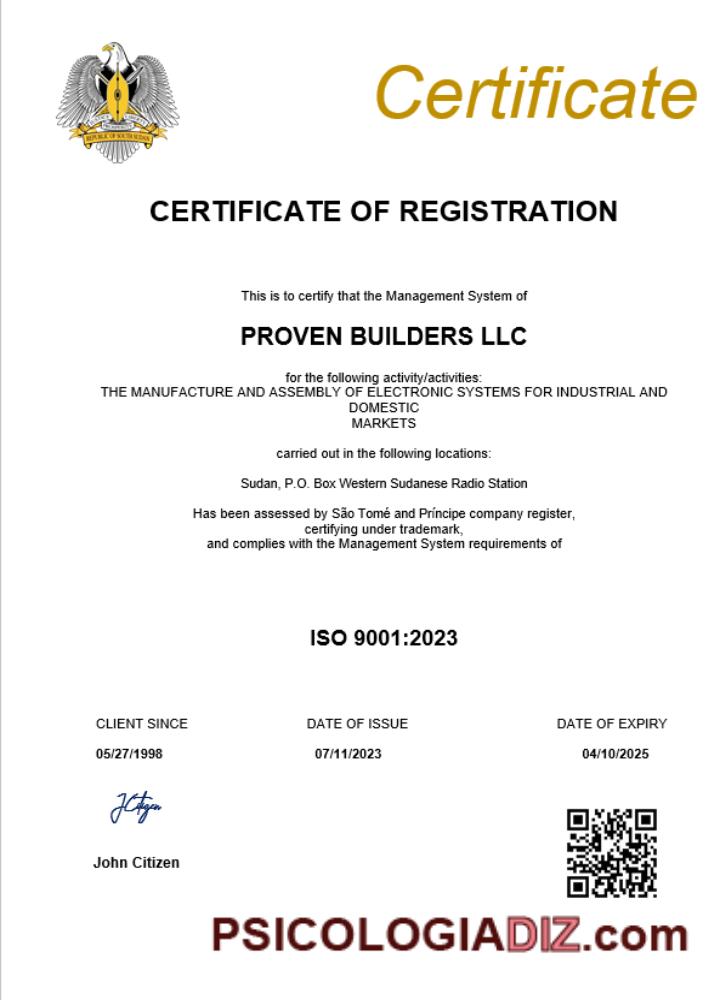 Certificate
REPUBLIC OF SOUTH SUDAN
CERTIFICATE OF REGISTRATION
This is to certify that the Management System of
PROVEN BUILDERS LLC
for the following activity/activities:
THE MANUFACTURE AND ASSEMBLY OF ELECTRONIC SYSTEMS FOR INDUSTRIAL AND
DOMESTIC
MARKETS
carried out in the following locations:
Sudan, P.O. Box Western Sudanese Radio Station
Has been assessed by São Tomé and Príncipe company register,
certifying under trademark,
and complies with the Management System requirements of
ISO 9001:2023
CLIENT SINCE DATE OF ISSUE DATE OF EXPIRY
05/27/1998 07/11/2023 04/10/2025
JCitizen
John Citizen
PSICOLOGIADIZ.com